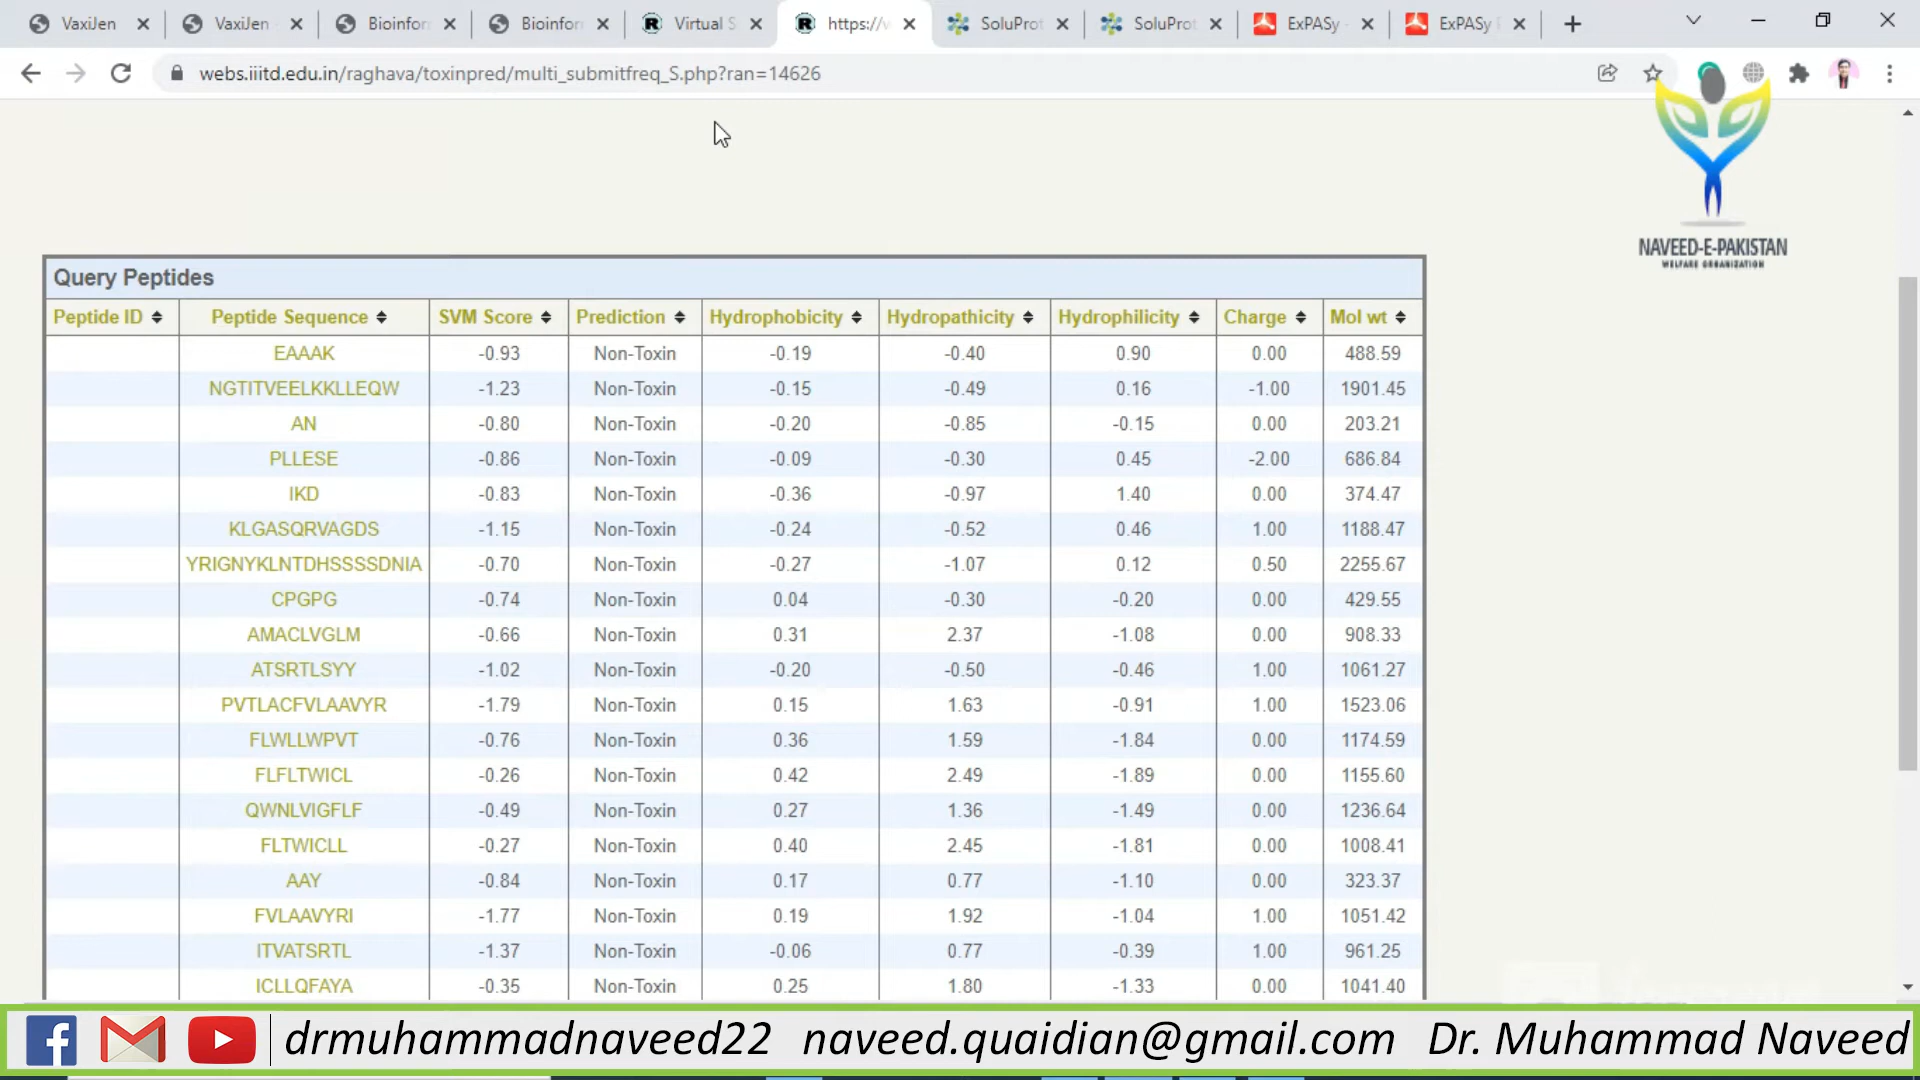 VaxiJen VaxiJen Bioinfor Bioinfor Virtual S https://w SoluProt SoluProt ExPASy - ExPASy
webs.iiitd.edu.in/raghava/toxinpred/multi_submitfreq_S.php?ran=14626
NAVEED-E-PAKISTAN
WELFARE ORGANIZATION
Query Peptides
Peptide ID Peptide Sequence SVM Score Prediction Hydrophobicity Hydropathicity Hydrophilicity Charge Mol wt
EAAAK -0.93 Non-Toxin -0.19 -0.40 0.90 0.00 488.59
NGTITVEELKKLLEQW -1.23 Non-Toxin -0.15 -0.49 0.16 -1.00 1901.45
AN -0.80 Non-Toxin -0.20 -0.85 -0.15 0.00 203.21
PLLESE -0.86 Non-Toxin -0.09 -0.30 0.45 -2.00 686.84
IKD -0.83 Non-Toxin -0.36 -0.97 1.40 0.00 374.47
KLGASQRVAGDS -1.15 Non-Toxin -0.24 -0.52 0.46 1.00 1188.47
YRIGNYKLNTDHSSSSDNIA -0.70 Non-Toxin -0.27 -1.07 0.12 0.50 2255.67
CPGPG -0.74 Non-Toxin 0.04 -0.30 -0.20 0.00 429.55
AMACLVGLM -0.66 Non-Toxin 0.31 2.37 -1.08 0.00 908.33
ATSRTLSYY -1.02 Non-Toxin -0.20 -0.50 -0.46 1.00 1061.27
PVTLACFVLAAVYR -1.79 Non-Toxin 0.15 1.63 -0.91 1.00 1523.06
FLWLLWPVT -0.76 Non-Toxin 0.36 1.59 -1.84 0.00 1174.59
FLFLTWICL -0.26 Non-Toxin 0.42 2.49 -1.89 0.00 1155.60
QWNLVIGFLF -0.49 Non-Toxin 0.27 1.36 -1.49 0.00 1236.64
FLTWICLL -0.27 Non-Toxin 0.40 2.45 -1.81 0.00 1008.41
AAY -0.84 Non-Toxin 0.17 0.77 -1.10 0.00 323.37
FVLAAVYRI -1.77 Non-Toxin 0.19 1.92 -1.04 1.00 1051.42
ITVATSRTL -1.37 Non-Toxin -0.06 0.77 -0.39 1.00 961.25
ICLLQFAYA -0.35 Non-Toxin 0.25 1.80 -1.33 0.00 1041.40
drmuhammadnaveed22 naveed.quaidian@gmail.com Dr. Muhammad Naveed